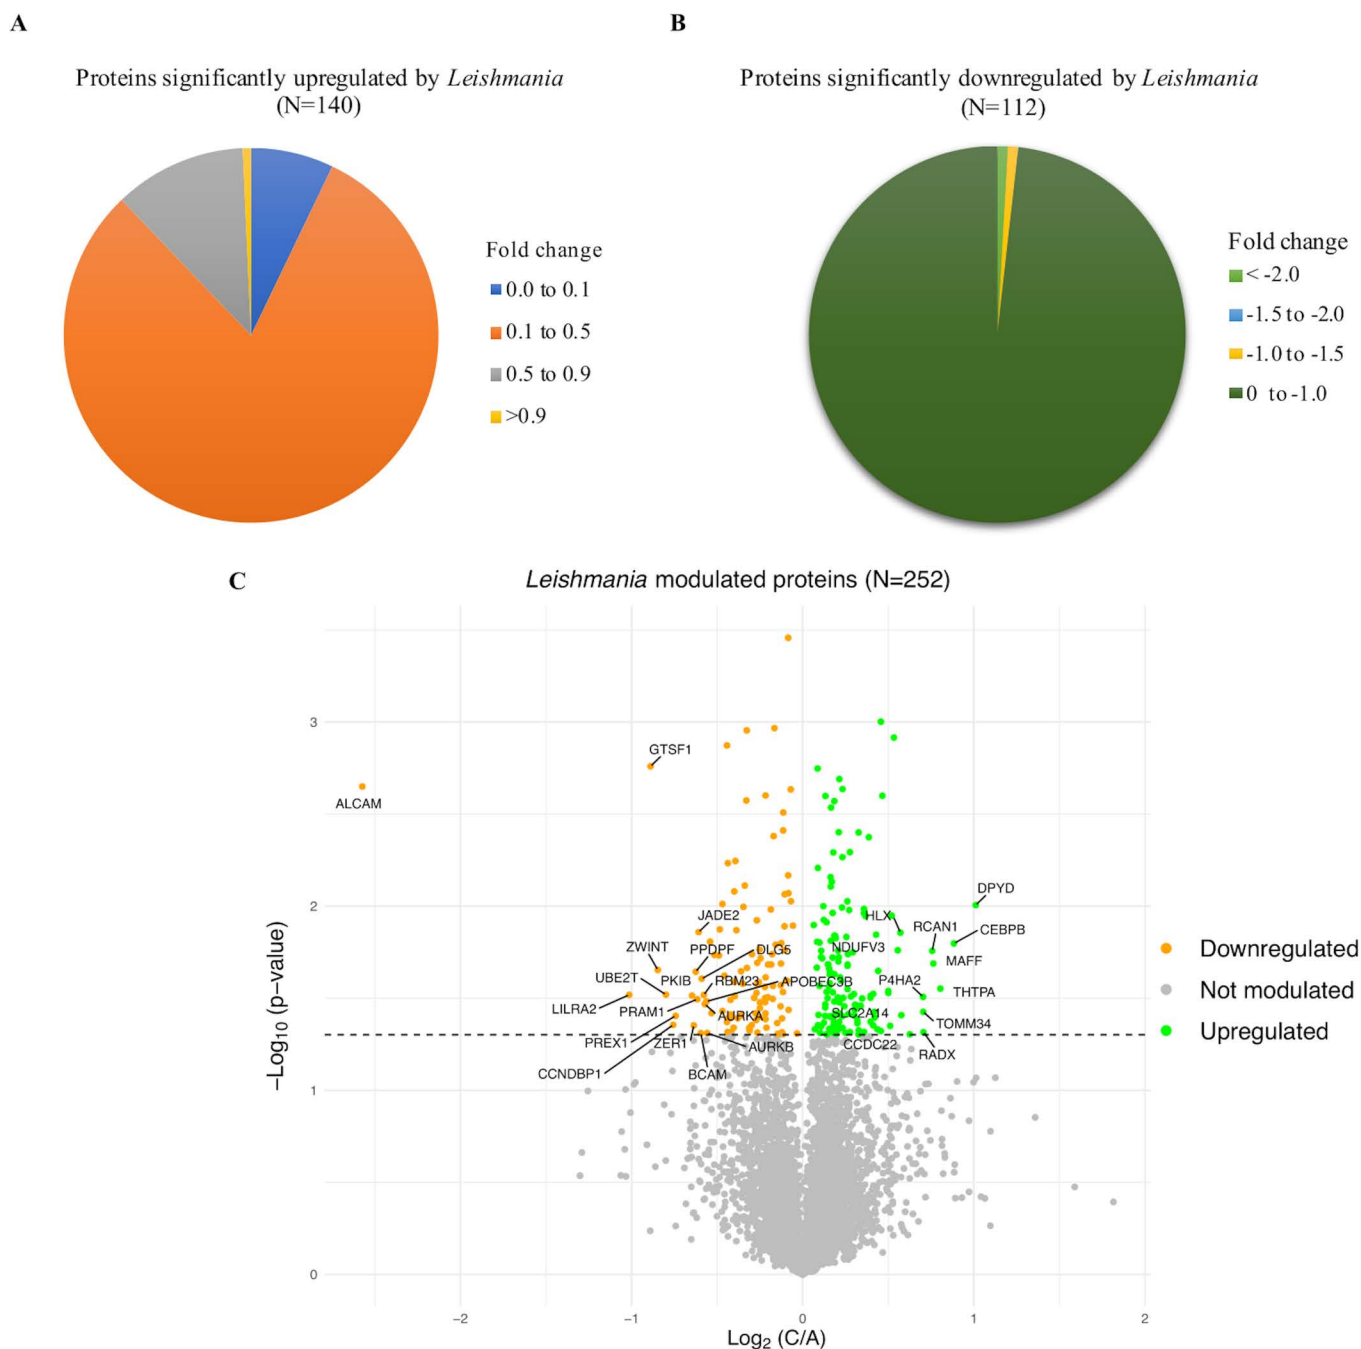 A
B
Proteins significantly upregulated by Leishmania
(N=140)
Proteins significantly downregulated by Leishmania
(N=112)
Fold change
0.0 to 0.1
0.1 to 0.5
0.5 to 0.9
>0.9
Fold change
< -2.0
-1.5 to -2.0
-1.0 to -1.5
0 to -1.0
C
Leishmania modulated proteins (N=252)
−Log10 (p−value)
3
2
1
0
GTSF1
ALCAM
DPYD
JADE2
HLX
RCAN1
CEBPB
ZWINT
PPDPF
DLG5
NDUFV3
MAFF
UBE2T
PKIB
RBM23
APOBEC3B
P4HA2
THTPA
LILRA2
PRAM1
AURKA
SLC2A14
TOMM34
PREX1
ZER1
AURKB
CCDC22
RADX
CCNDBP1
BCAM
Downregulated
Not modulated
Upregulated
−2
−1
0
1
2
Log2 (C/A)